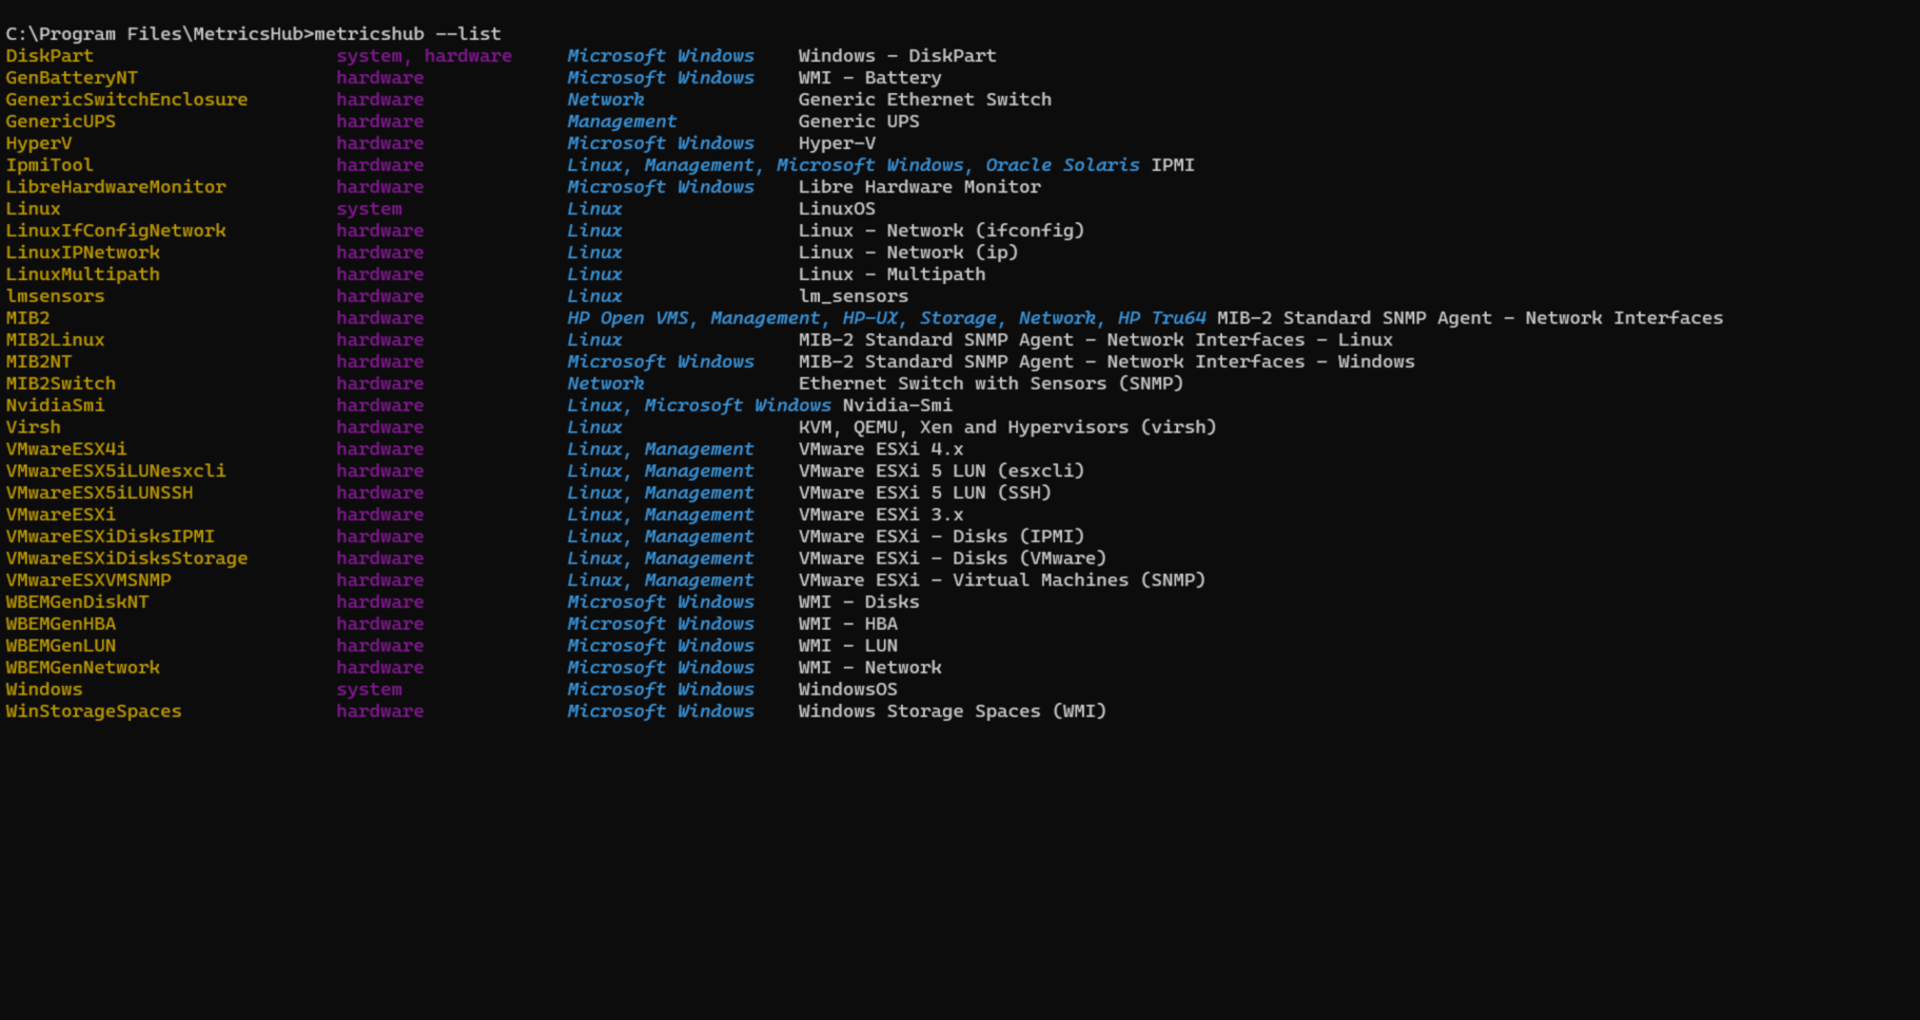 C:\Program Files\MetricsHub>metricshub --list
DiskPart system, hardware Microsoft Windows Windows - DiskPart
GenBatteryNT hardware Microsoft Windows WMI - Battery
GenericSwitchEnclosure hardware Network Generic Ethernet Switch
GenericUPS hardware Management Generic UPS
HyperV hardware Microsoft Windows Hyper-V
IpmiTool hardware Linux, Management, Microsoft Windows, Oracle Solaris IPMI
LibreHardwareMonitor hardware Microsoft Windows Libre Hardware Monitor
Linux system Linux LinuxOS
LinuxIfConfigNetwork hardware Linux Linux - Network (ifconfig)
LinuxIPNetwork hardware Linux Linux - Network (ip)
LinuxMultipath hardware Linux Linux - Multipath
lmsensors hardware Linux lm_sensors
MIB2 hardware HP Open VMS, Management, HP-UX, Storage, Network, HP Tru64 MIB-2 Standard SNMP Agent - Network Interfaces
MIB2Linux hardware Linux MIB-2 Standard SNMP Agent - Network Interfaces - Linux
MIB2NT hardware Microsoft Windows MIB-2 Standard SNMP Agent - Network Interfaces - Windows
MIB2Switch hardware Network Ethernet Switch with Sensors (SNMP)
NvidiaSmi hardware Linux, Microsoft Windows Nvidia-Smi
Virsh hardware Linux KVM, QEMU, Xen and Hypervisors (virsh)
VMwareESX4i hardware Linux, Management VMware ESXi 4.x
VMwareESX5iLUNesxcli hardware Linux, Management VMware ESXi 5 LUN (esxcli)
VMwareESX5iLUNSSH hardware Linux, Management VMware ESXi 5 LUN (SSH)
VMwareESXi hardware Linux, Management VMware ESXi 3.x
VMwareESXiDisksIPMI hardware Linux, Management VMware ESXi - Disks (IPMI)
VMwareESXiDisksStorage hardware Linux, Management VMware ESXi - Disks (VMware)
VMwareESXVMSNMP hardware Linux, Management VMware ESXi - Virtual Machines (SNMP)
WBEMGenDiskNT hardware Microsoft Windows WMI - Disks
WBEMGenHBA hardware Microsoft Windows WMI - HBA
WBEMGenLUN hardware Microsoft Windows WMI - LUN
WBEMGenNetwork hardware Microsoft Windows WMI - Network
Windows system Microsoft Windows WindowsOS
WinStorageSpaces hardware Microsoft Windows Windows Storage Spaces (WMI)